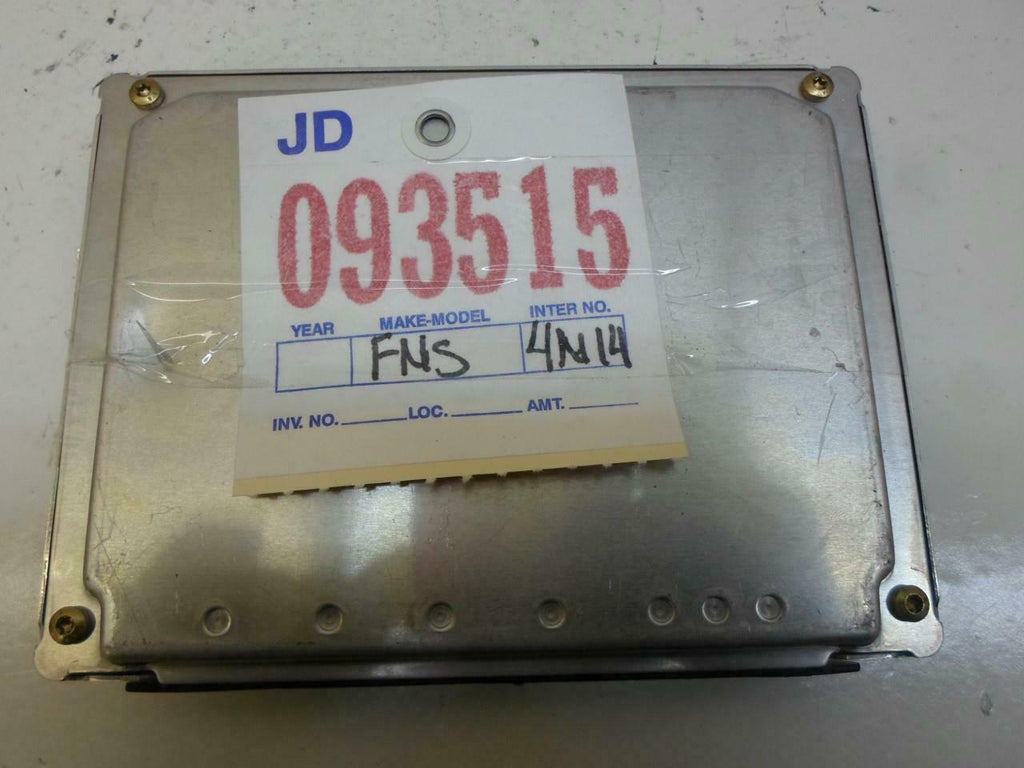 JD
093515
YEAR MAKE-MODEL INTER NO.
FNS 4N14
INV. NO. LOC. AMT.